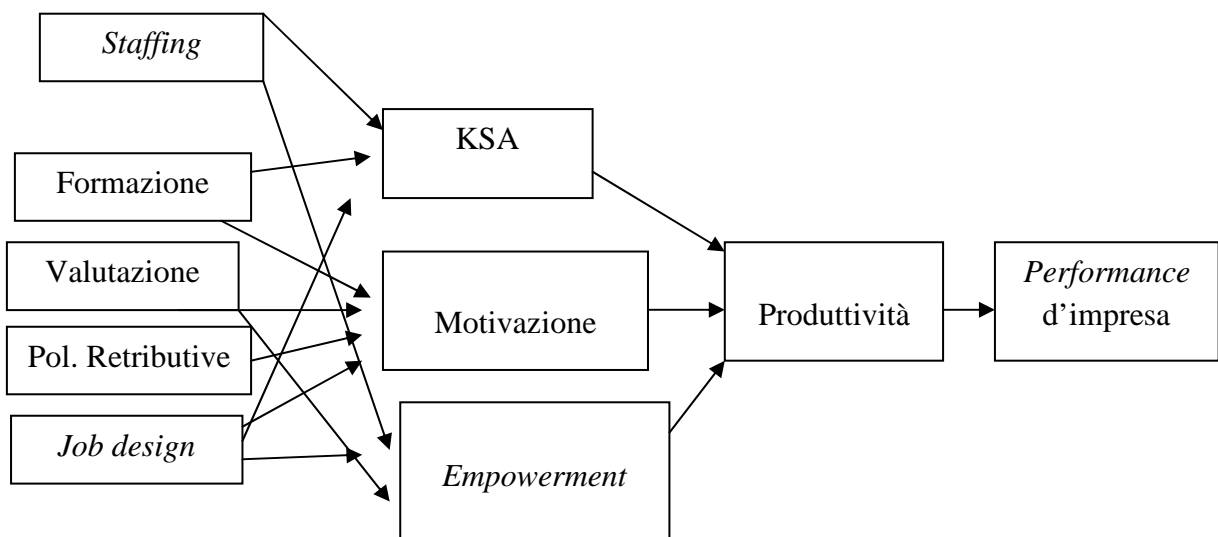 Staffing
KSA
Formazione
Valutazione
Pol. Retributive
Job design
Motivazione
Empowerment
Produttività
Performance
d’impresa